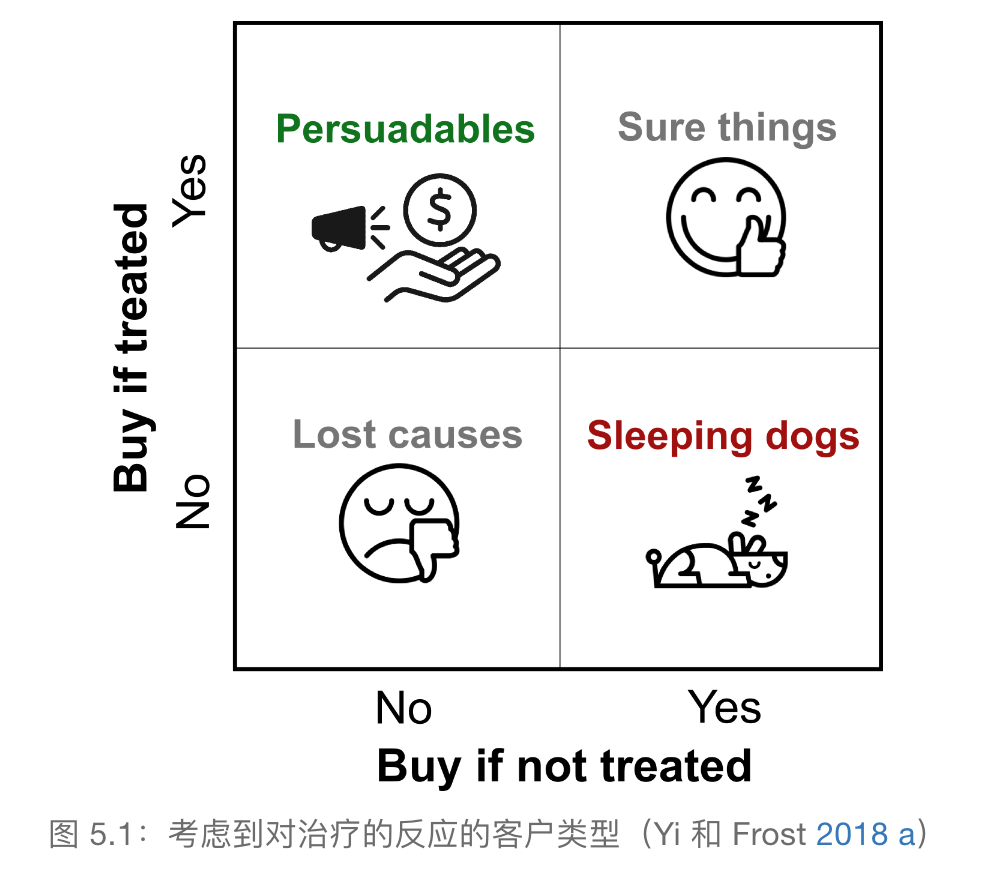 Persuadables
Sure things
$
Yes
Buy if treated
Lost causes
Sleeping dogs
z
z
z
No
No
Yes
Buy if not treated
图 5.1：考虑到对治疗的反应的客户类型（Yi 和 Frost 2018 a）